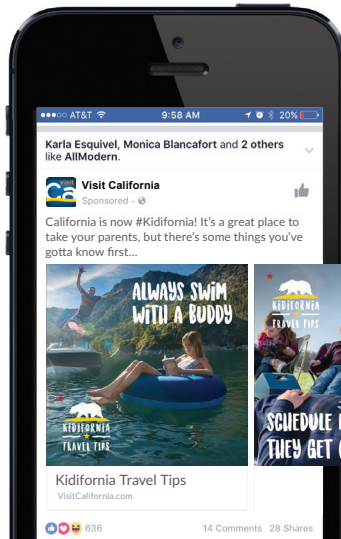 AT&T 9:58 AM 20%
Karla Esquivel, Monica Blancafort and 2 others
like AllModern.
visit
Ca
Visit California
Sponsored
California is now #Kidifornia! It's a great place to
take your parents, but there's some things you've
gotta know first...
ALWAYS SWIM
WITH A BUDDY
KIDIFORNIA
TRAVEL TIPS
KIDIFORNIA
TRAVEL TIPS
SCHEDULE
THEY GET
Kidifornia Travel Tips
VisitCalifornia.com
636 14 Comments 28 Shares